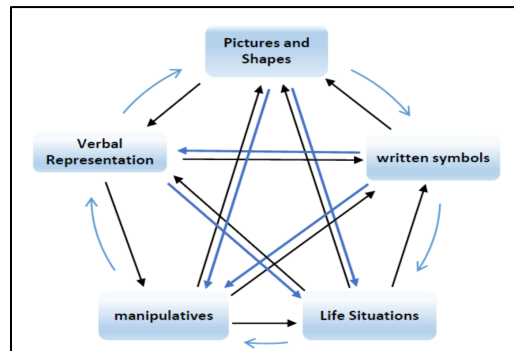 Pictures and
Shapes
Verbal
Representation
written symbols
manipulatives
Life Situations